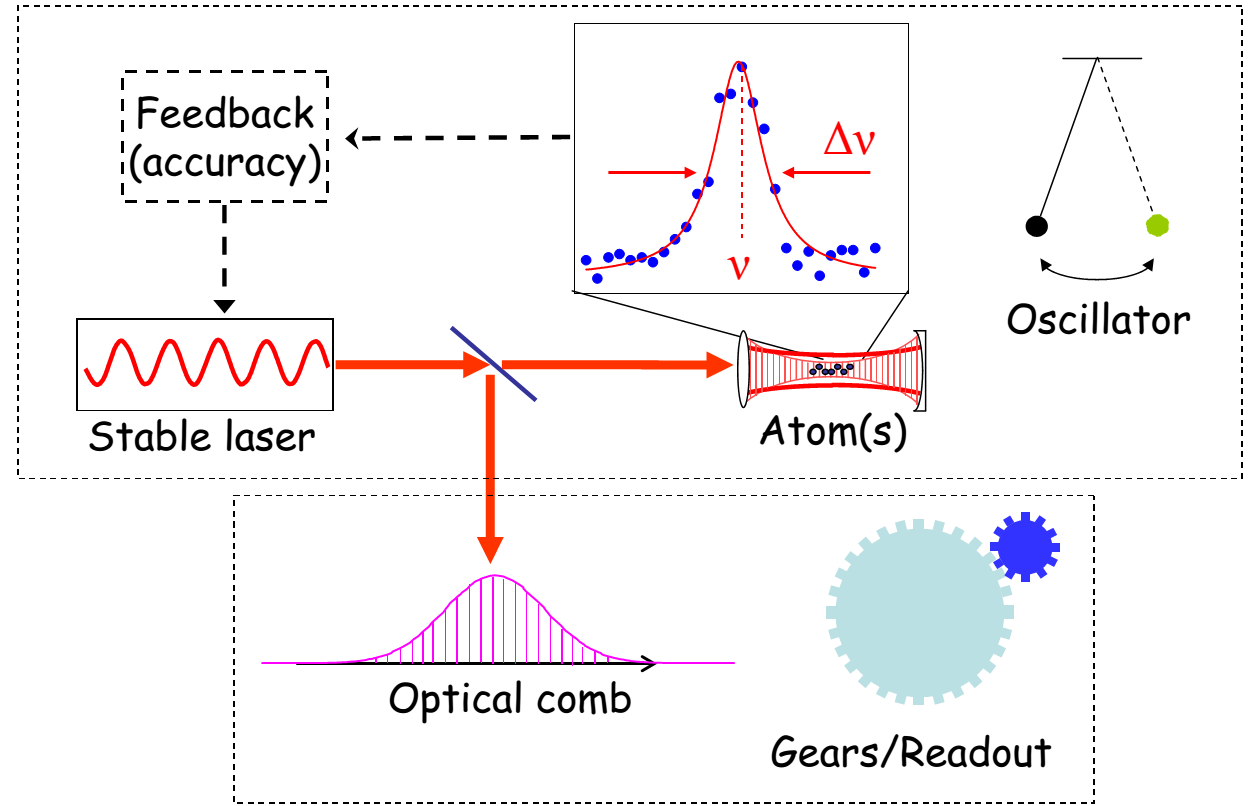 Feedback
(accuracy)
Δν
ν
Oscillator
Stable laser
Atom(s)
Optical comb
Gears/Readout